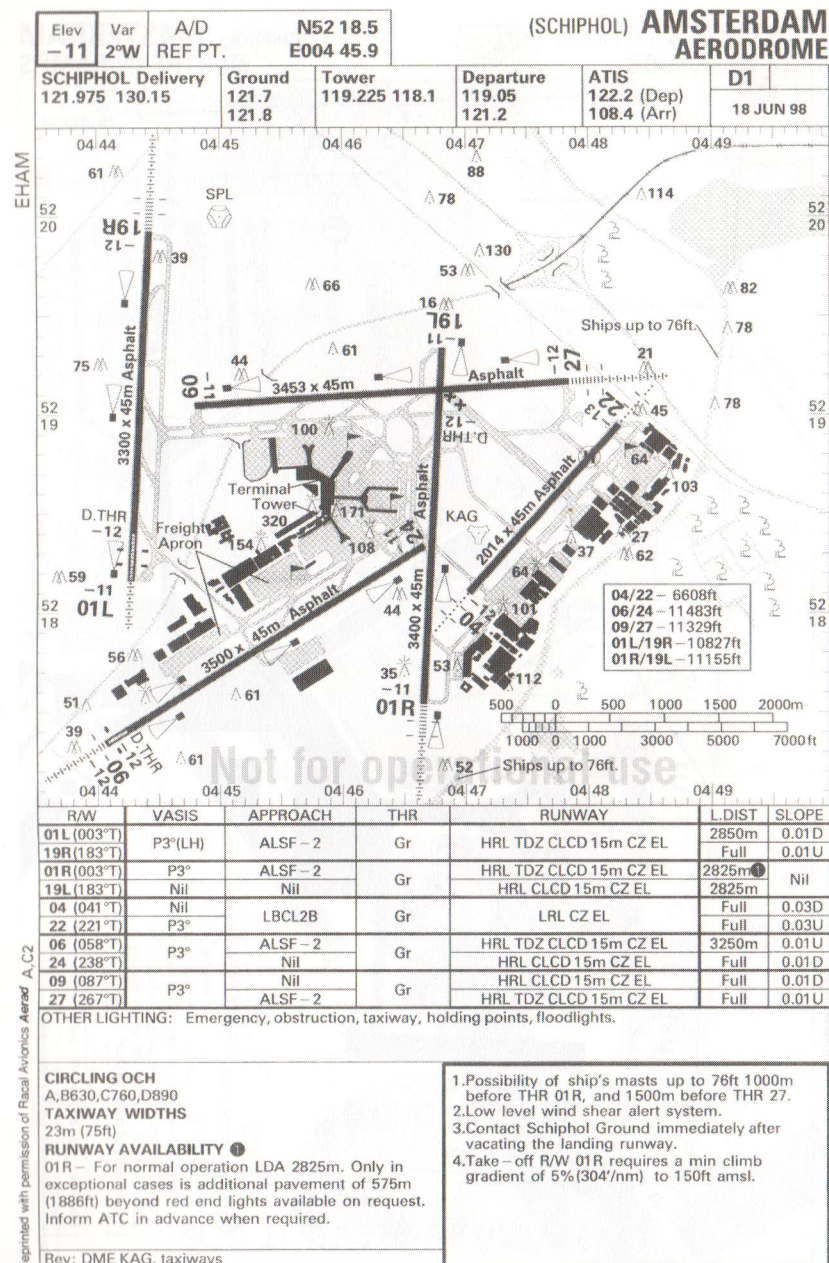 Elev
-11
Var
2°W
A/D
REF PT.
N52 18.5
E004 45.9
(SCHIPHOL) AMSTERDAM
AERODROME
SCHIPHOL Delivery
121.975 130.15
Ground
121.7
121.8
Tower
119.225 118.1
Departure
119.05
121.2
ATIS
122.2 (Dep)
108.4 (Arr)
D1
18 JUN 98
EHAM
04 44 04 45 04 46 04 47 04 48 04 49
61
SPL
88
78
114
52
20
52
20
19R
-12
39
130
53
66
82
16
19L
-11
Ships up to 76ft.
78
75
44
61
-12
27
21
3300 x 45m Asphalt
09
-11
3453 x 45m
Asphalt
22
-13
45
78
52
19
52
19
100
-12
D.THR
64
103
Terminal
Tower
320
171
Asphalt
KAG
2014 x 45m Asphalt
D.THR
-12
Freight
Apron
154
108
24
27
37
62
59
-11
01L
44
64
101
04
04/22 - 6608ft
06/24 - 11483ft
09/27 - 11329ft
01L/19R - 10827ft
01R/19L - 11155ft
52
18
52
18
3500 x 45m Asphalt
3400 x 45m
56
35
-11
01R
53
112
51
61
39
D.THR
-12
06
-12
61
500 0 500 1000 1500 2000m
1000 0 1000 3000 5000 7000ft
52
Ships up to 76ft.
Not for operational use
04 44 04 45 04 46 04 47 04 48 04 49
R/W VASIS APPROACH THR RUNWAY L.DIST SLOPE
01L (003°T) P3°(LH) ALSF-2 Gr HRL TDZ CLCD 15m CZ EL 2850m 0.01D
19R (183°T) Full 0.01U
01R (003°T) P3° ALSF-2 Gr HRL TDZ CLCD 15m CZ EL 2825m❶ Nil
19L (183°T) Nil Nil HRL CLCD 15m CZ EL 2825m
04 (041°T) Nil LBCL2B Gr LRL CZ EL Full 0.03D
22 (221°T) P3° Full 0.03U
06 (058°T) P3° ALSF-2 Gr HRL TDZ CLCD 15m CZ EL 3250m 0.01U
24 (238°T) Nil HRL CLCD 15m CZ EL Full 0.01D
09 (087°T) P3° Nil Gr HRL CLCD 15m CZ EL Full 0.01D
27 (267°T) ALSF-2 HRL TDZ CLCD 15m CZ EL Full 0.01U
OTHER LIGHTING: Emergency, obstruction, taxiway, holding points, floodlights.
CIRCLING OCH
A,B630,C760,D890
TAXIWAY WIDTHS
23m (75ft)
RUNWAY AVAILABILITY ❶
01R - For normal operation LDA 2825m. Only in
exceptional cases is additional pavement of 575m
(1886ft) beyond red end lights available on request.
Inform ATC in advance when required.
Rev: DME KAG, taxiways
1.Possibility of ship's masts up to 76ft 1000m
before THR 01R, and 1500m before THR 27.
2.Low level wind shear alert system.
3.Contact Schiphol Ground immediately after
vacating the landing runway.
4.Take-off R/W 01R requires a min climb
gradient of 5%(304'/nm) to 150ft amsl.
eprinted with permission of Racal Avionics Aerad A,C2